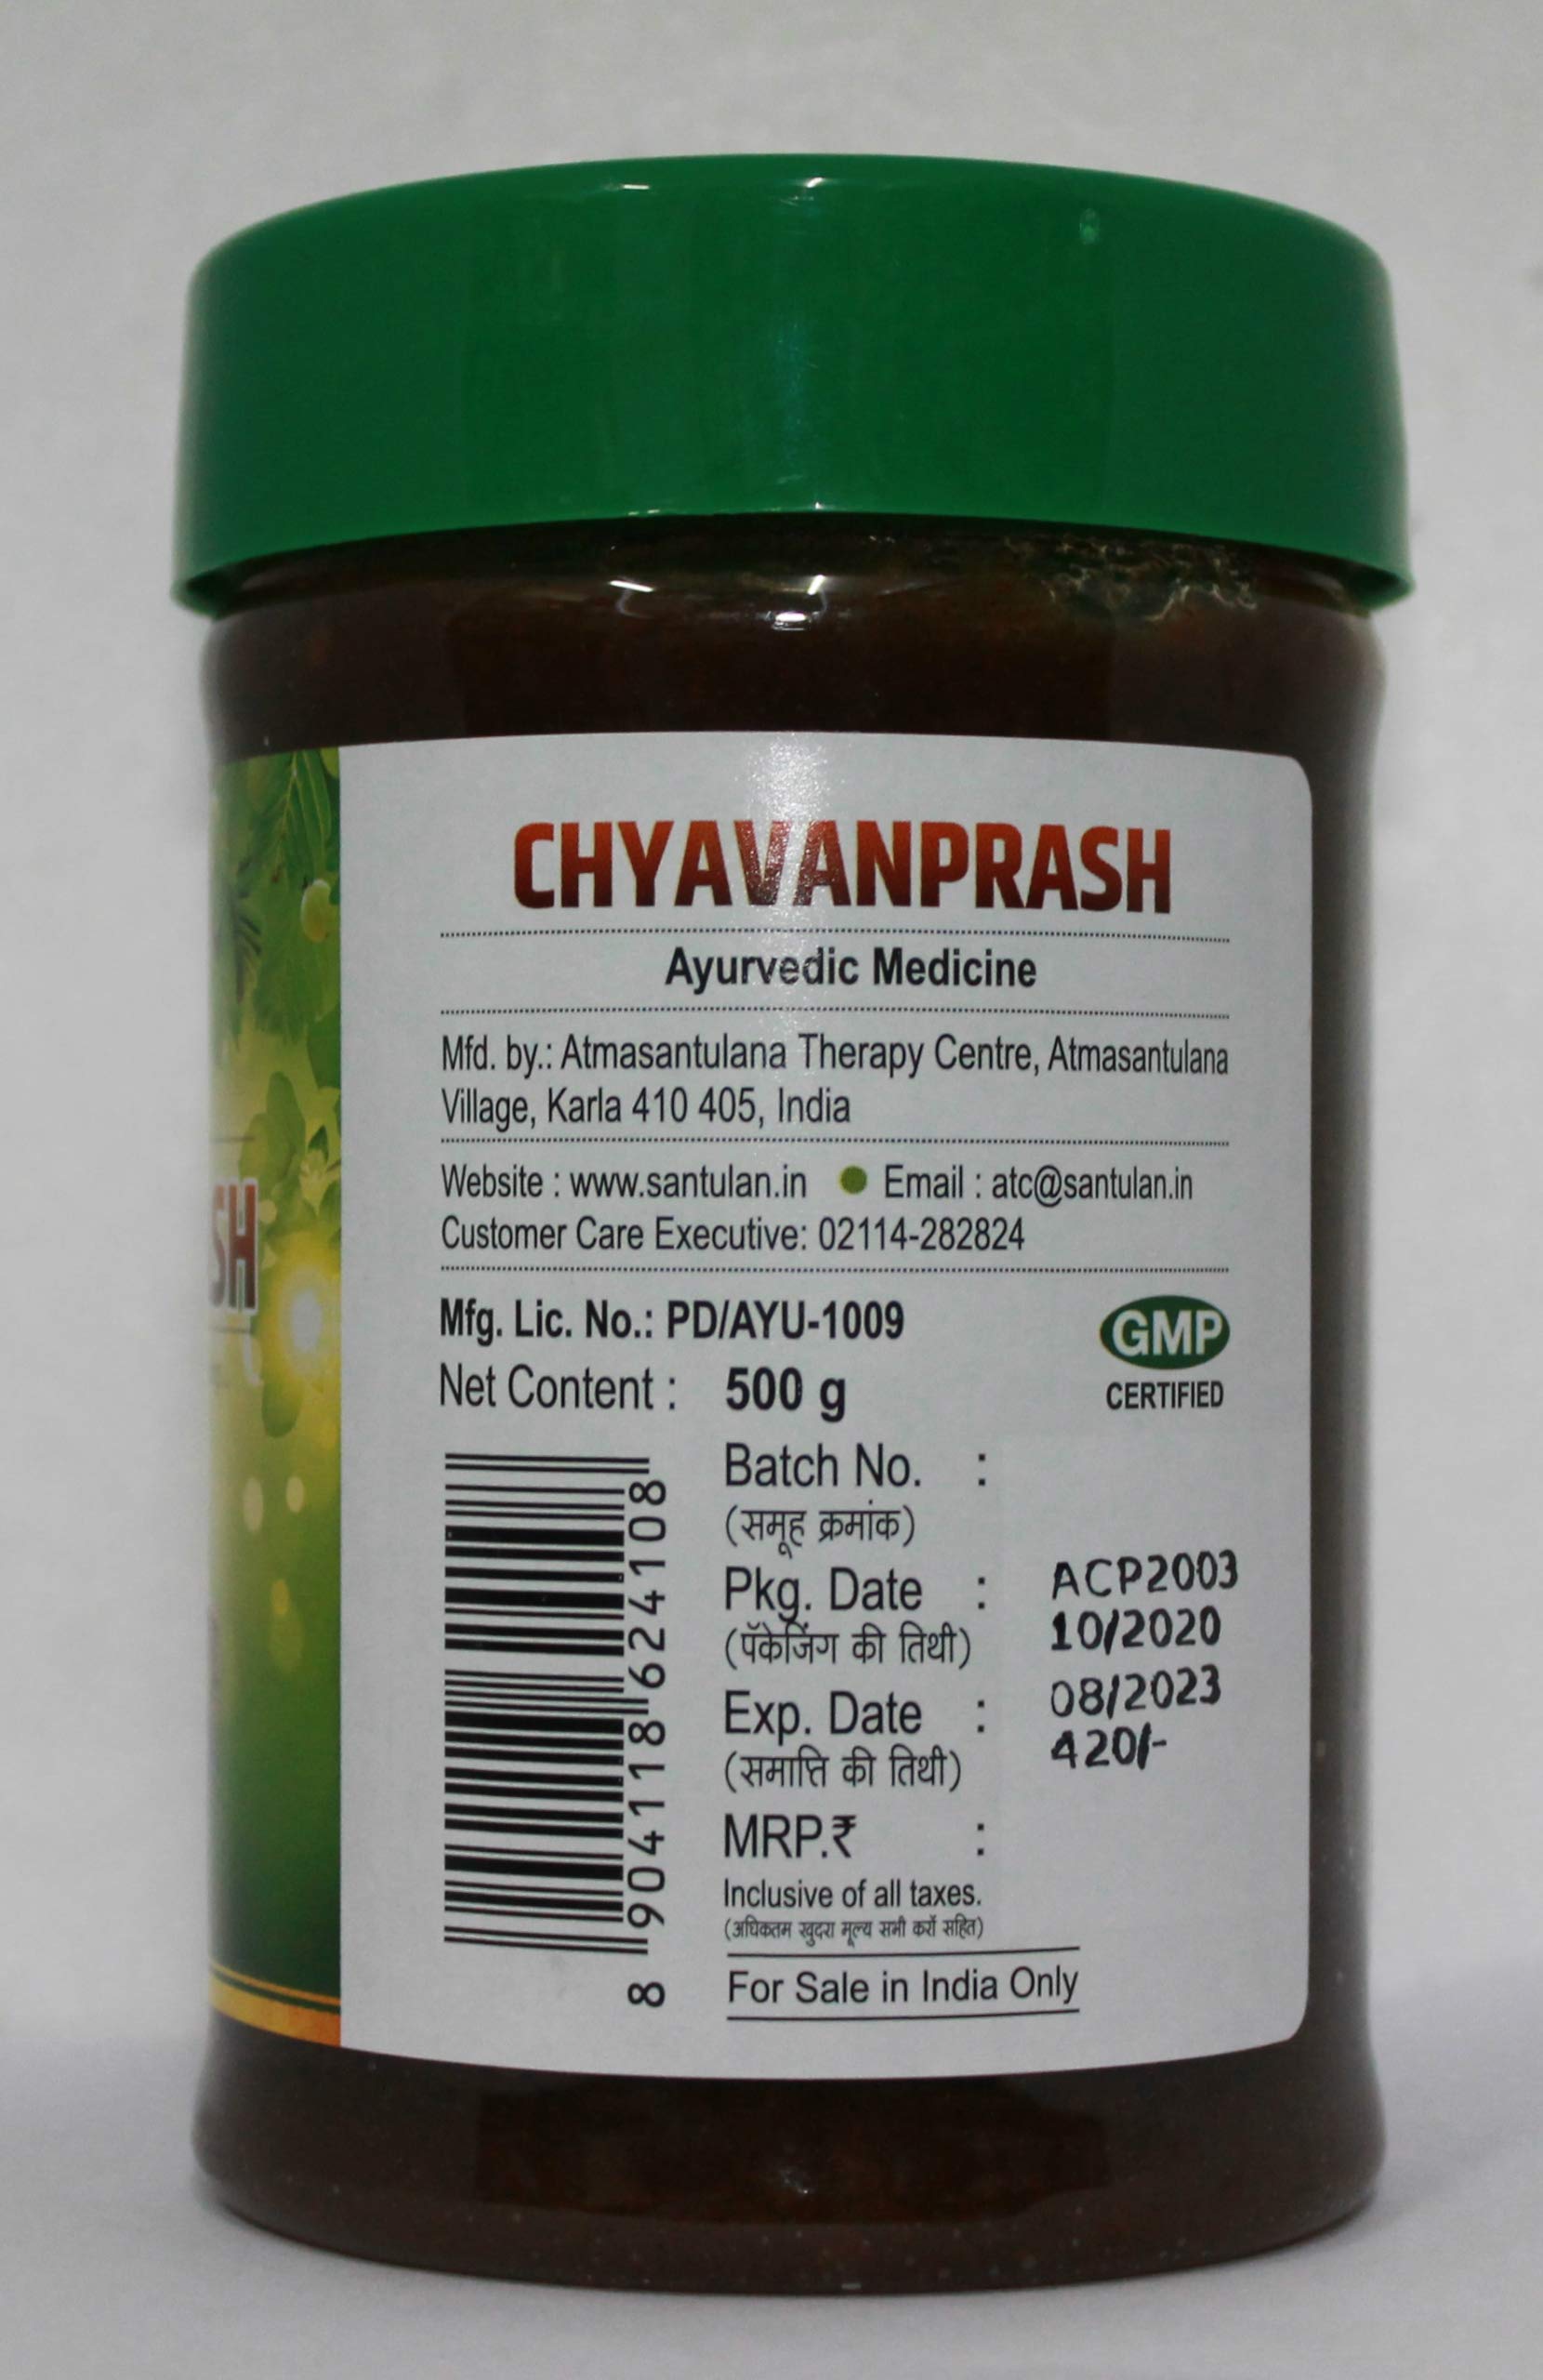 CHYAVANPRASH
Ayurvedic Medicine
Mfd. by.: Atmasantulana Therapy Centre, Atmasantulana
Village, Karla 410 405, India
Website : www.santulan.in ● Email : atc@santulan.in
Customer Care Executive: 02114-282824
Mfg. Lic. No.: PD/AYU-1009
GMP
CERTIFIED
Net Content : 500 g
Batch No. :
(समूह क्रमांक)
Pkg. Date : ACP2003
(पॅकेजिंग की तिथी) 10/2020
Exp. Date : 08/2023
(समाप्ति की तिथी) 420/-
MRP.₹ :
Inclusive of all taxes.
(अधिकतम खुदरा मूल्य सभी करों सहित)
For Sale in India Only
8 904118 624108
SH